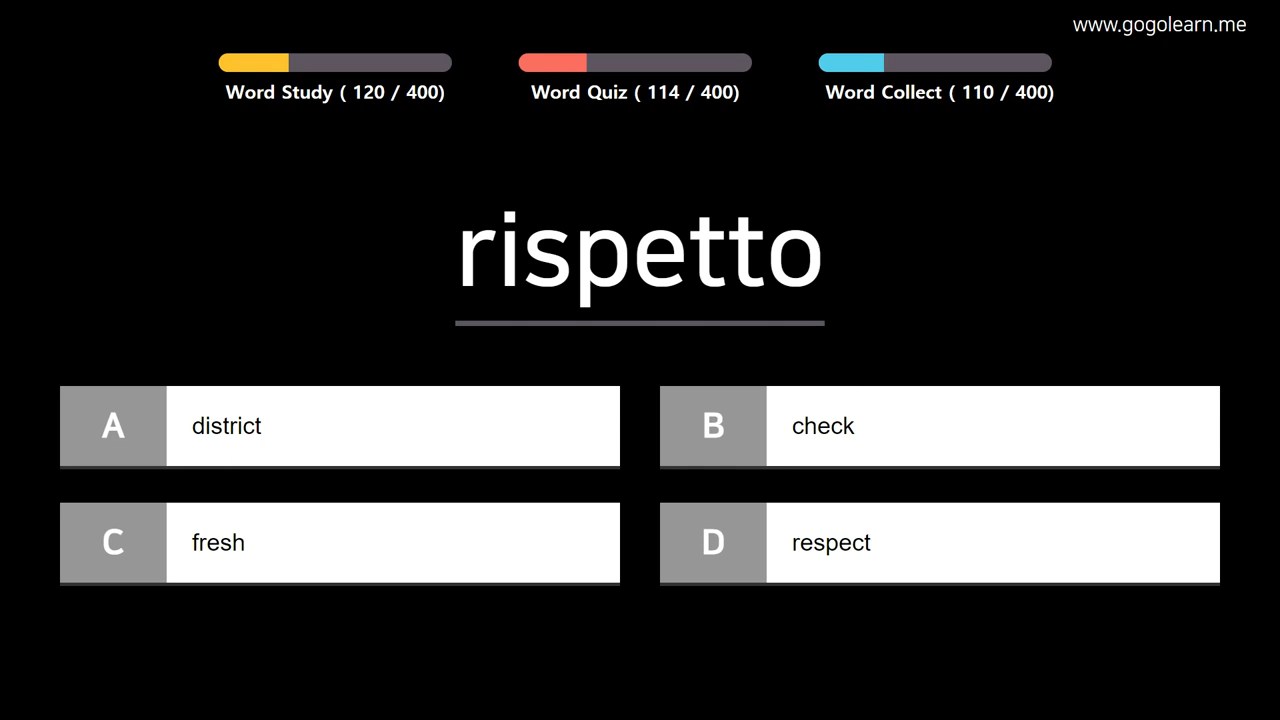 www.gogolearn.me
Word Study ( 120 / 400)
Word Quiz ( 114 / 400)
Word Collect ( 110 / 400)
rispetto
A district
B check
C fresh
D respect